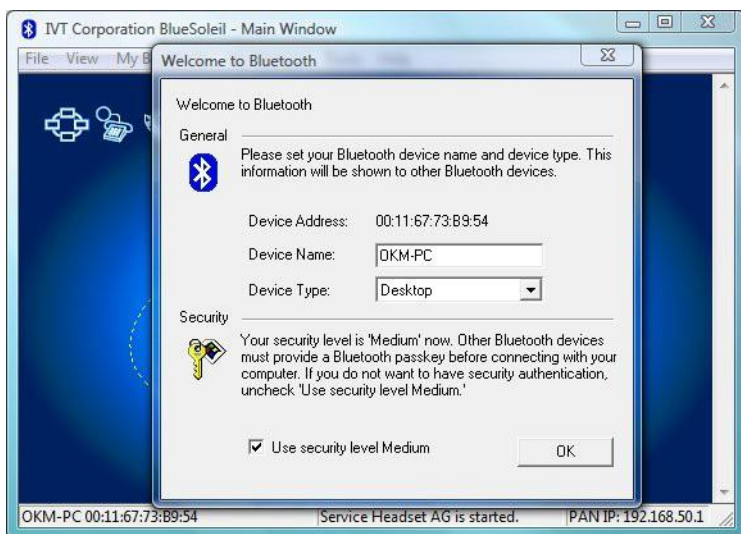 IVT Corporation BlueSoleil - Main Window
File View My B
Welcome to Bluetooth
Welcome to Bluetooth
General
Please set your Bluetooth device name and device type. This
information will be shown to other Bluetooth devices.
Device Address: 00:11:67:73:B9:54
Device Name: OKM-PC
Device Type: Desktop
Security
Your security level is 'Medium' now. Other Bluetooth devices
must provide a Bluetooth passkey before connecting with your
computer. If you do not want to have security authentication,
uncheck 'Use security level Medium.'
Use security level Medium
OK
OKM-PC 00:11:67:73:B9:54 Service Headset AG is started. PAN IP: 192.168.50.1